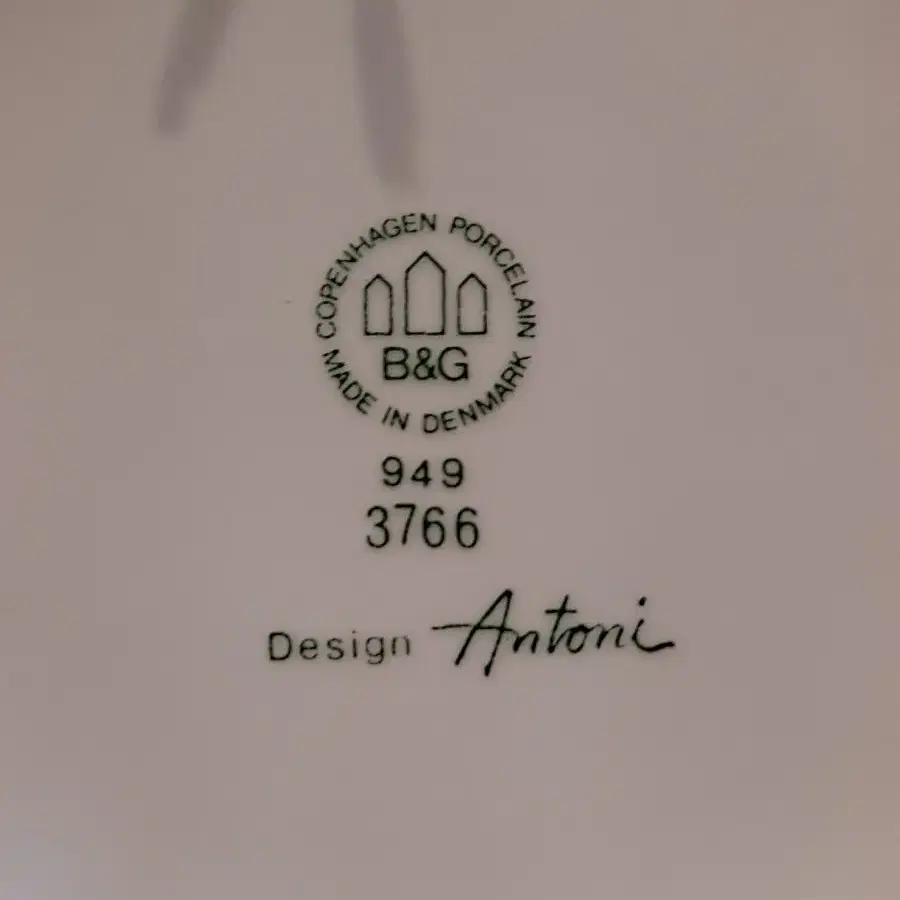 COPENHAGEN PORCELAIN
B&G
MADE IN DENMARK
949
3766
Design Antoni